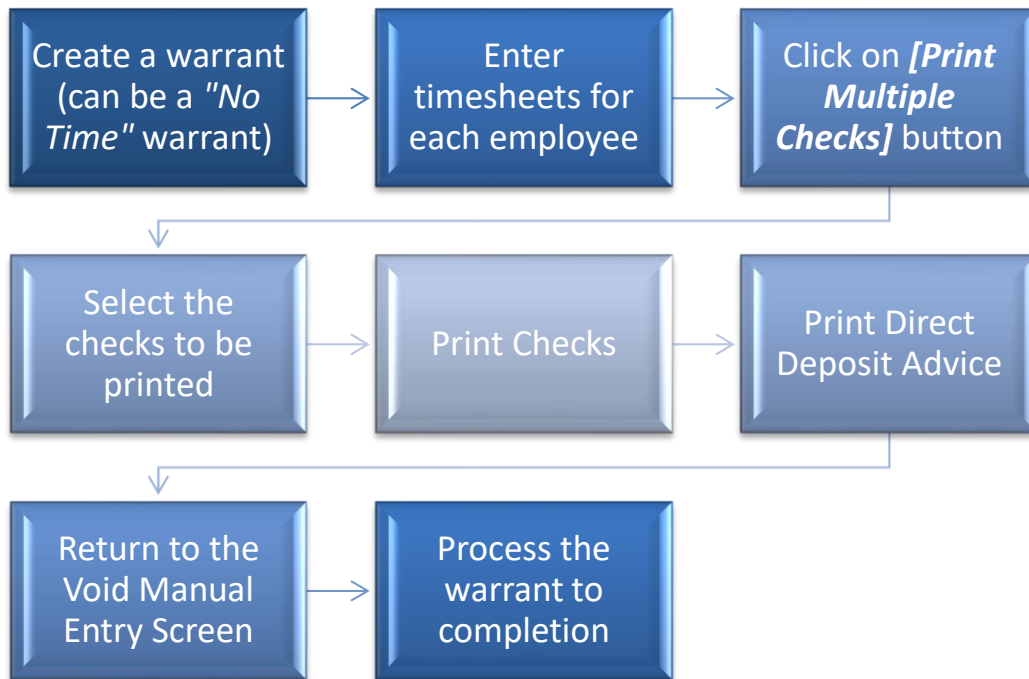 Create a warrant
(can be a "No
Time" warrant)
Enter
timesheets for
each employee
Click on [Print
Multiple
Checks] button
Select the
checks to be
printed
Print Checks
Print Direct
Deposit Advice
Return to the
Void Manual
Entry Screen
Process the
warrant to
completion